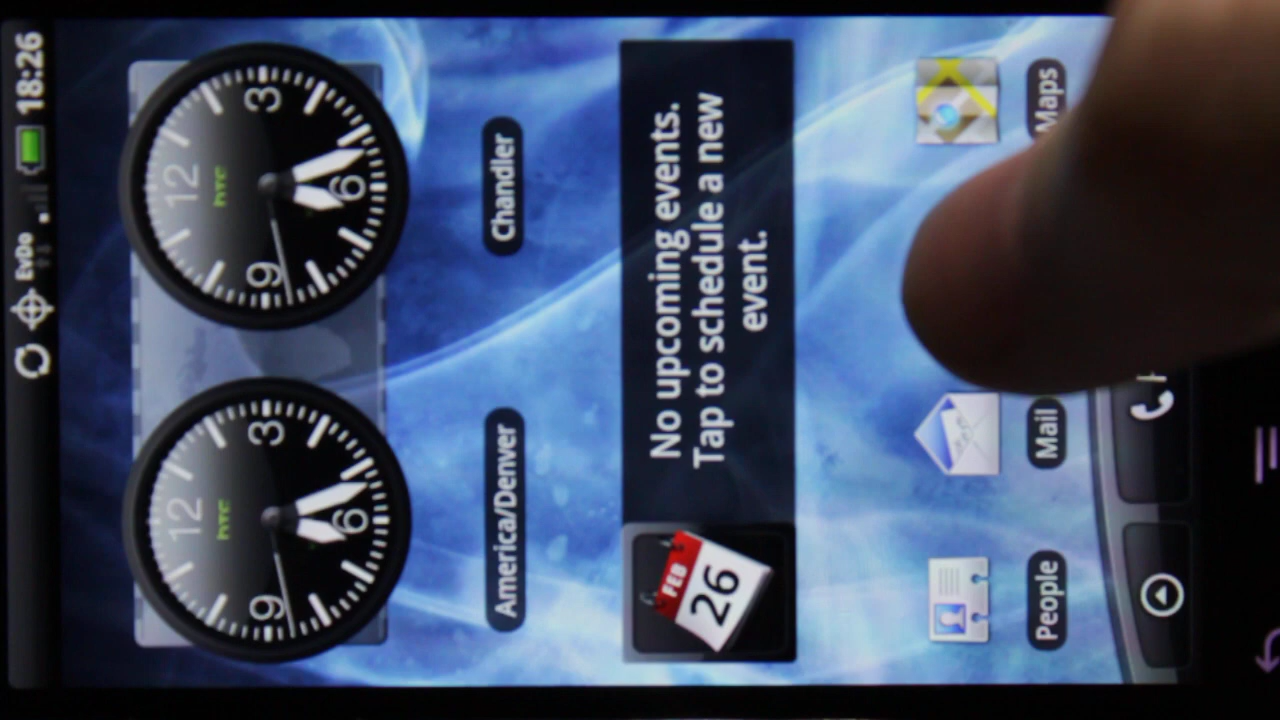 EvDo 18:26
12
3
6
9
htc
12
3
6
9
htc
America/Denver
Chandler
FEB
26
No upcoming events.
Tap to schedule a new
event.
People
Mail
Maps